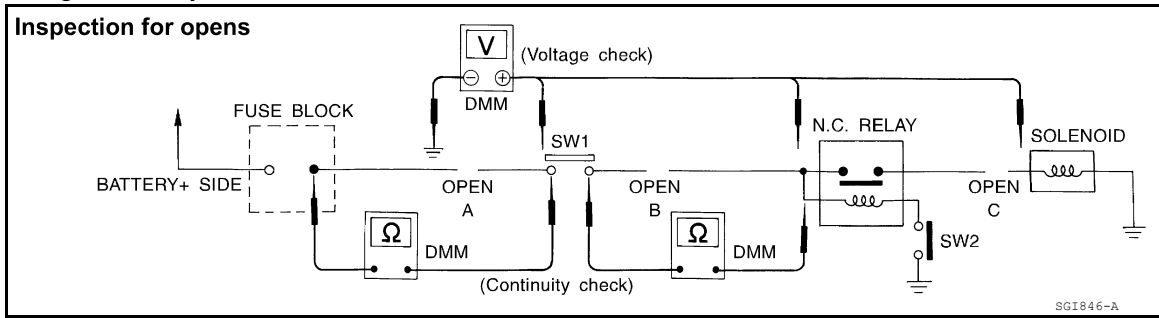 Inspection for opens
V
(Voltage check)
− +
DMM
FUSE BLOCK
SW1
N.C. RELAY
SOLENOID
BATTERY+ SIDE
OPEN
A
OPEN
B
OPEN
C
Ω
DMM
Ω
DMM
SW2
(Continuity check)
SGI846-A